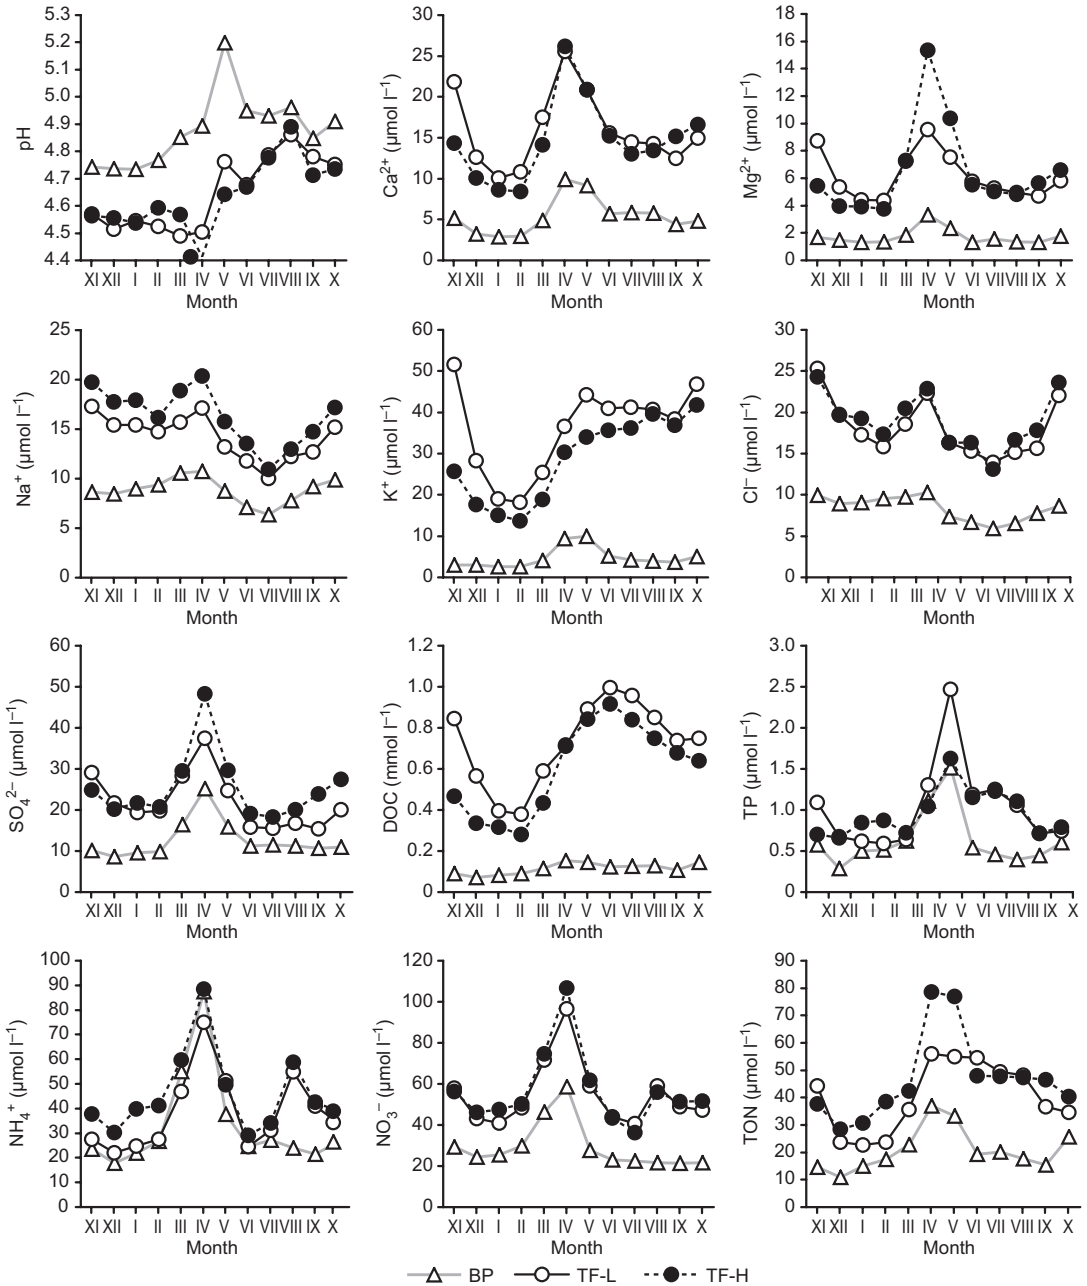 5.3
5.2
5.1
5.0
4.9
4.8
4.7
4.6
4.5
4.4
pH
XI XII I II III IV V VI VII VIII IX X
Month
30
25
20
15
10
5
0
Ca²⁺ (μmol l⁻¹)
XI XII I II III IV V VI VII VIII IX X
Month
18
16
14
12
10
8
6
4
2
0
Mg²⁺ (μmol l⁻¹)
XI XII I II III IV V VI VII VIII IX X
Month
25
20
15
10
5
0
Na⁺ (μmol l⁻¹)
XI XII I II III IV V VI VII VIII IX X
Month
60
50
40
30
20
10
0
K⁺ (μmol l⁻¹)
XI XII I II III IV V VI VII VIII IX X
Month
30
25
20
15
10
5
0
Cl⁻ (μmol l⁻¹)
XI XII I II III IV V VI VII VIII IX X
Month
60
50
40
30
20
10
0
SO₄²⁻ (μmol l⁻¹)
XI XII I II III IV V VI VII VIII IX X
Month
1.2
1.0
0.8
0.6
0.4
0.2
0
DOC (mmol l⁻¹)
XI XII I II III IV V VI VII VIII IX X
Month
3.0
2.5
2.0
1.5
1.0
0.5
0
TP (μmol l⁻¹)
XI XII I II III IV V VI VII VIII IX X
Month
100
90
80
70
60
50
40
30
20
10
0
NH₄⁺ (μmol l⁻¹)
XI XII I II III IV V VI VII VIII IX X
Month
120
100
80
60
40
20
0
NO₃⁻ (μmol l⁻¹)
XI XII I II III IV V VI VII VIII IX X
Month
90
80
70
60
50
40
30
20
10
0
TON (μmol l⁻¹)
XI XII I II III IV V VI VII VIII IX X
Month
BP TF-L TF-H